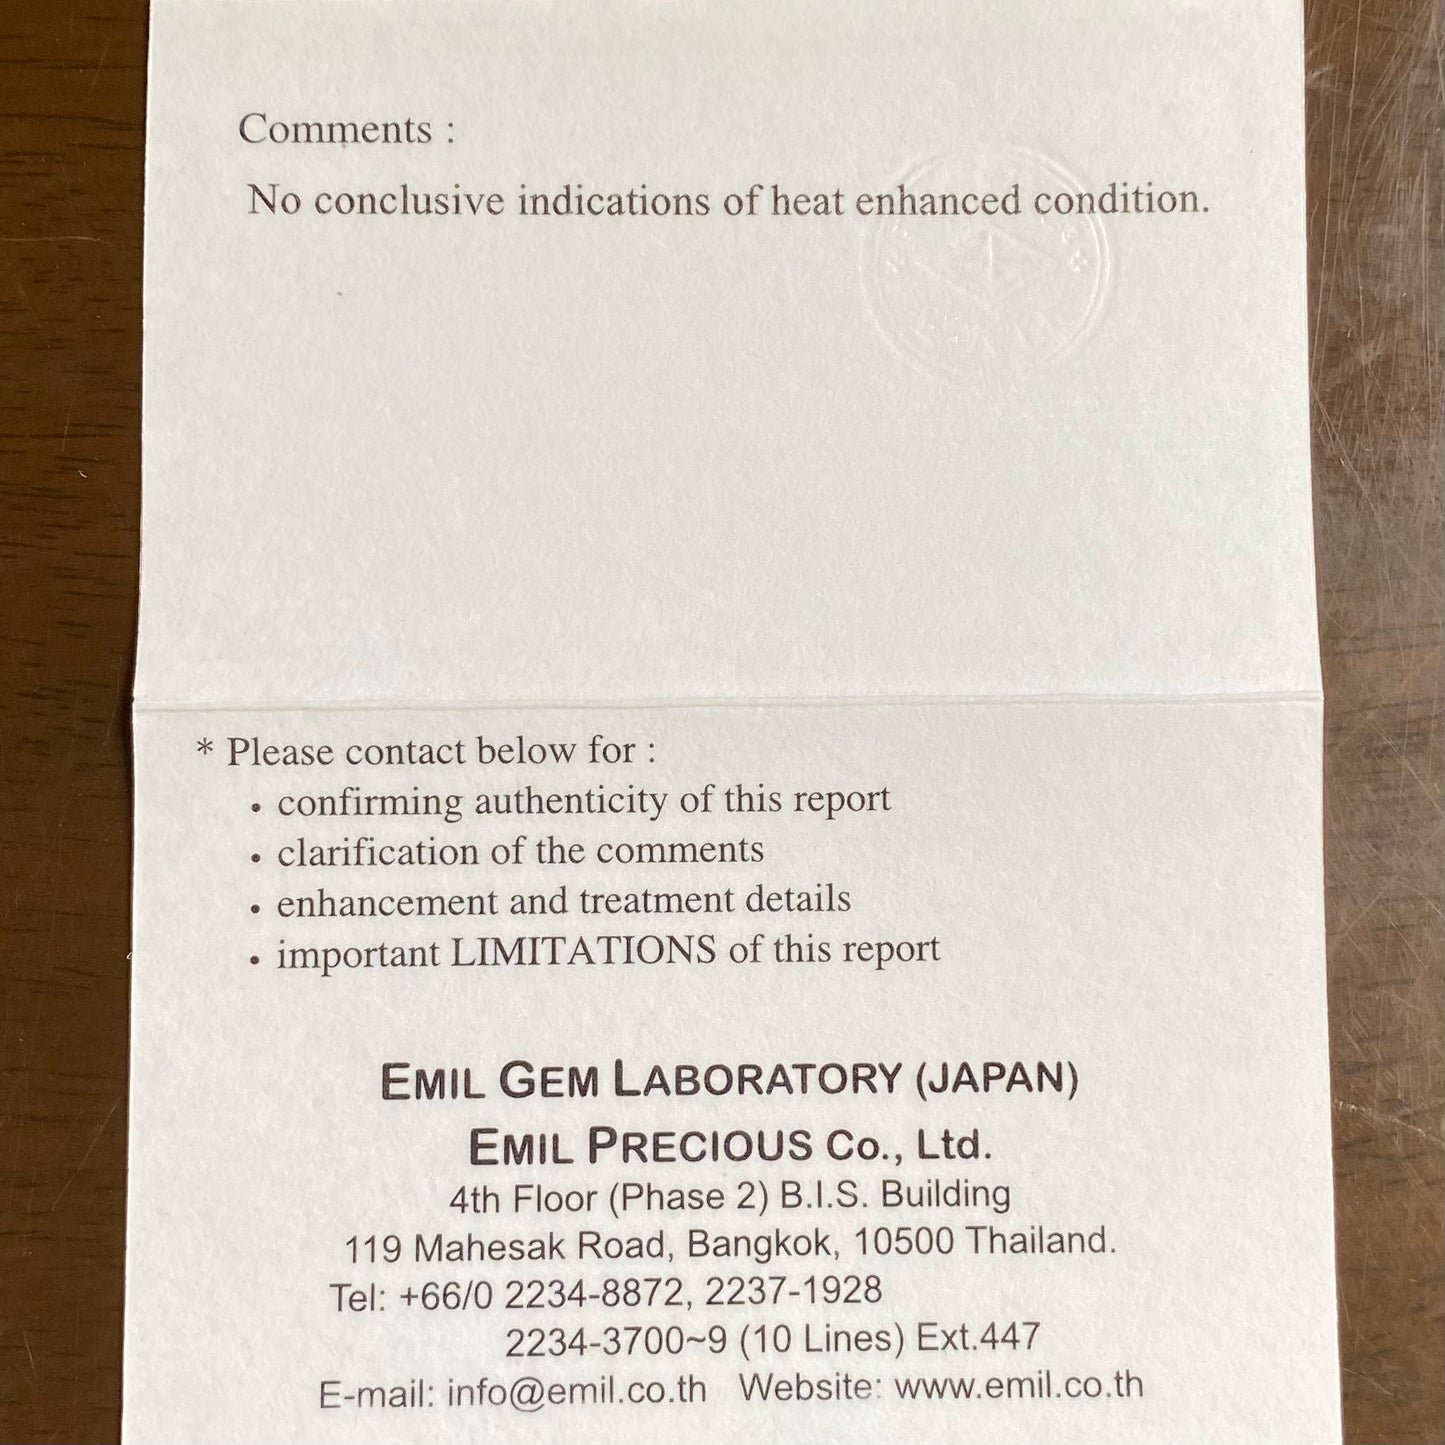 Comments :
No conclusive indications of heat enhanced condition.
* Please contact below for :
• confirming authenticity of this report
• clarification of the comments
• enhancement and treatment details
• important LIMITATIONS of this report
EMIL GEM LABORATORY (JAPAN)
EMIL PRECIOUS Co., Ltd.
4th Floor (Phase 2) B.I.S. Building
119 Mahesak Road, Bangkok, 10500 Thailand.
Tel: +66/0 2234-8872, 2237-1928
2234-3700~9 (10 Lines) Ext.447
E-mail: info@emil.co.th Website: www.emil.co.th